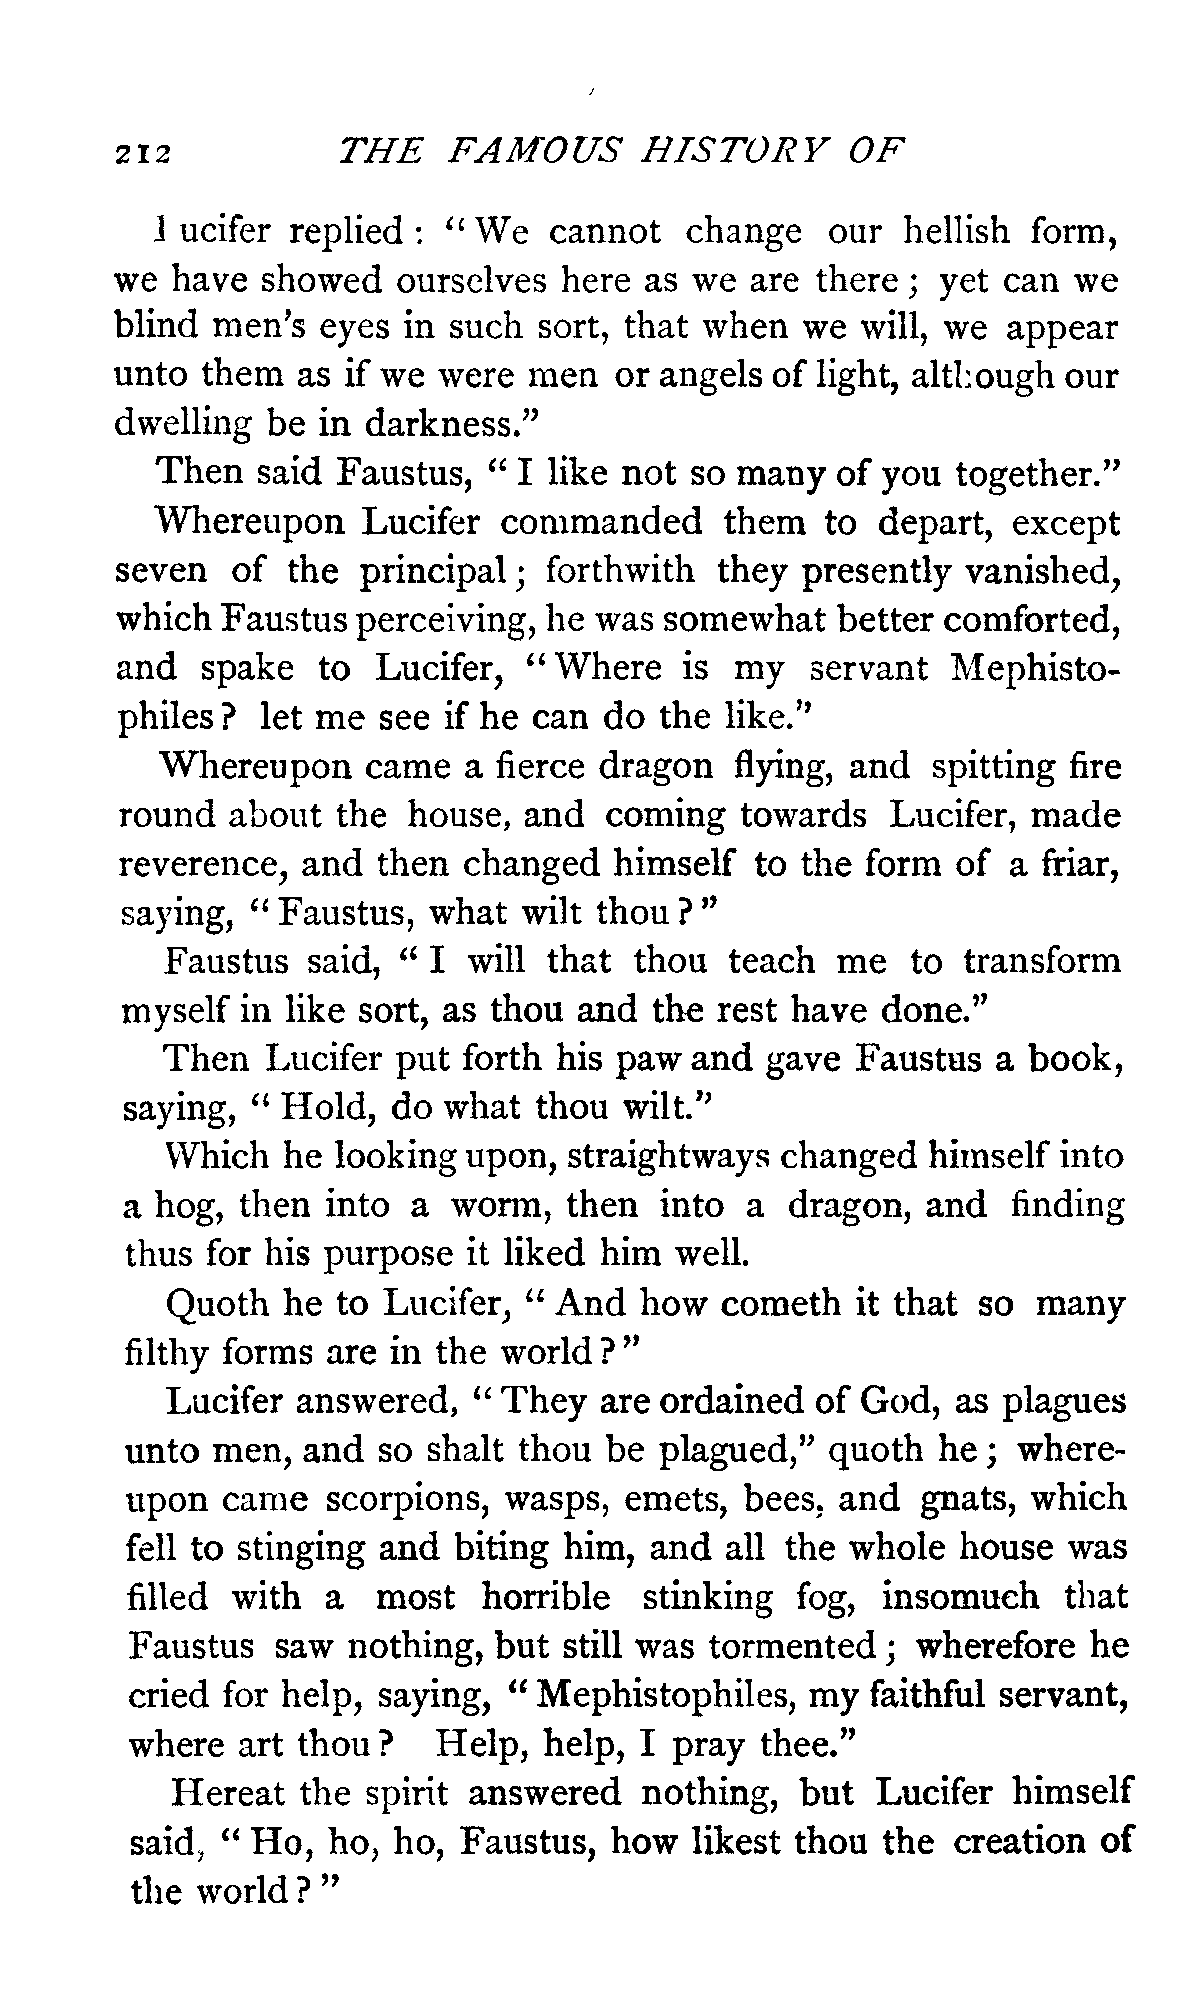 212 THE FAMOUS HISTORY OF
Lucifer replied : “ We cannot change our hellish form,
we have showed ourselves here as we are there ; yet can we
blind men's eyes in such sort, that when we will, we appear
unto them as if we were men or angels of light, although our
dwelling be in darkness.”
Then said Faustus, “ I like not so many of you together.”
Whereupon Lucifer commanded them to depart, except
seven of the principal ; forthwith they presently vanished,
which Faustus perceiving, he was somewhat better comforted,
and spake to Lucifer, “ Where is my servant Mephisto-
philes ? let me see if he can do the like.”
Whereupon came a fierce dragon flying, and spitting fire
round about the house, and coming towards Lucifer, made
reverence, and then changed himself to the form of a friar,
saying, “ Faustus, what wilt thou ? ”
Faustus said, “ I will that thou teach me to transform
myself in like sort, as thou and the rest have done.”
Then Lucifer put forth his paw and gave Faustus a book,
saying, “ Hold, do what thou wilt.”
Which he looking upon, straightways changed himself into
a hog, then into a worm, then into a dragon, and finding
thus for his purpose it liked him well.
Quoth he to Lucifer, “ And how cometh it that so many
filthy forms are in the world ? ”
Lucifer answered, “ They are ordained of God, as plagues
unto men, and so shalt thou be plagued,” quoth he ; where-
upon came scorpions, wasps, emets, bees, and gnats, which
fell to stinging and biting him, and all the whole house was
filled with a most horrible stinking fog, insomuch that
Faustus saw nothing, but still was tormented ; wherefore he
cried for help, saying, “ Mephistophiles, my faithful servant,
where art thou ? Help, help, I pray thee.”
Hereat the spirit answered nothing, but Lucifer himself
said, “ Ho, ho, ho, Faustus, how likest thou the creation of
the world ? ”